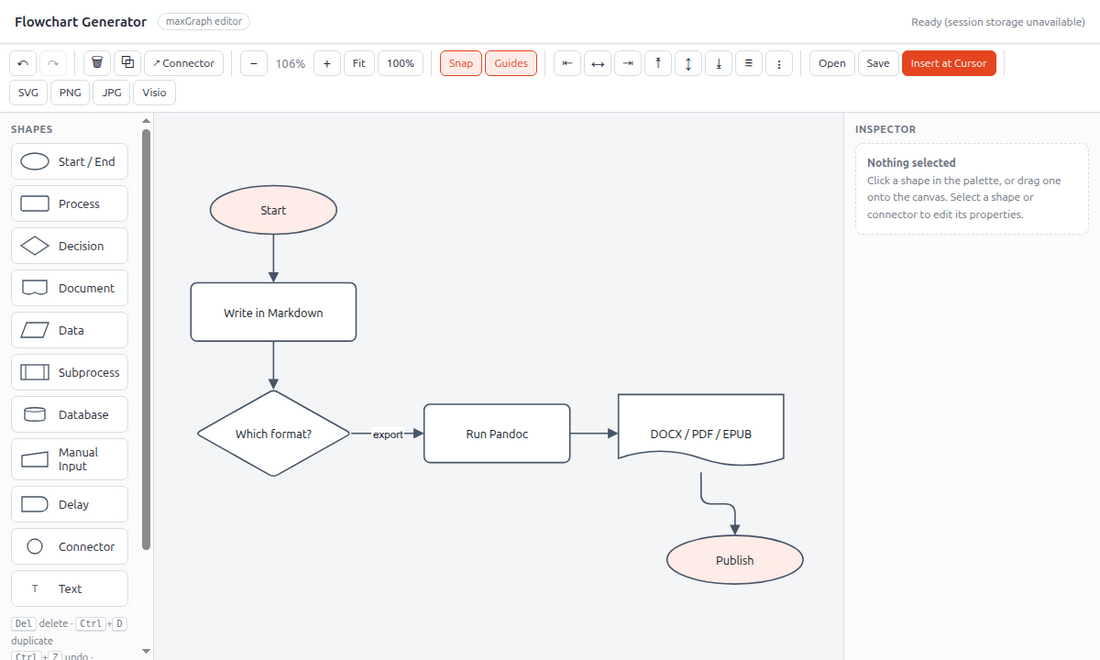 Flowchart Generator
maxGraph editor
Ready (session storage unavailable)
Connector
106%
Fit
100%
Snap
Guides
Open
Save
Insert at Cursor
SVG
PNG
JPG
Visio
SHAPES
Start / End
Process
Decision
Document
Data
Subprocess
Database
Manual
Input
Delay
Connector
T Text
Del delete · Ctrl+D
duplicate
Ctrl+Z undo ·
Start
Write in Markdown
Which format?
export
Run Pandoc
DOCX / PDF / EPUB
Publish
INSPECTOR
Nothing selected
Click a shape in the palette, or drag one
onto the canvas. Select a shape or
connector to edit its properties.